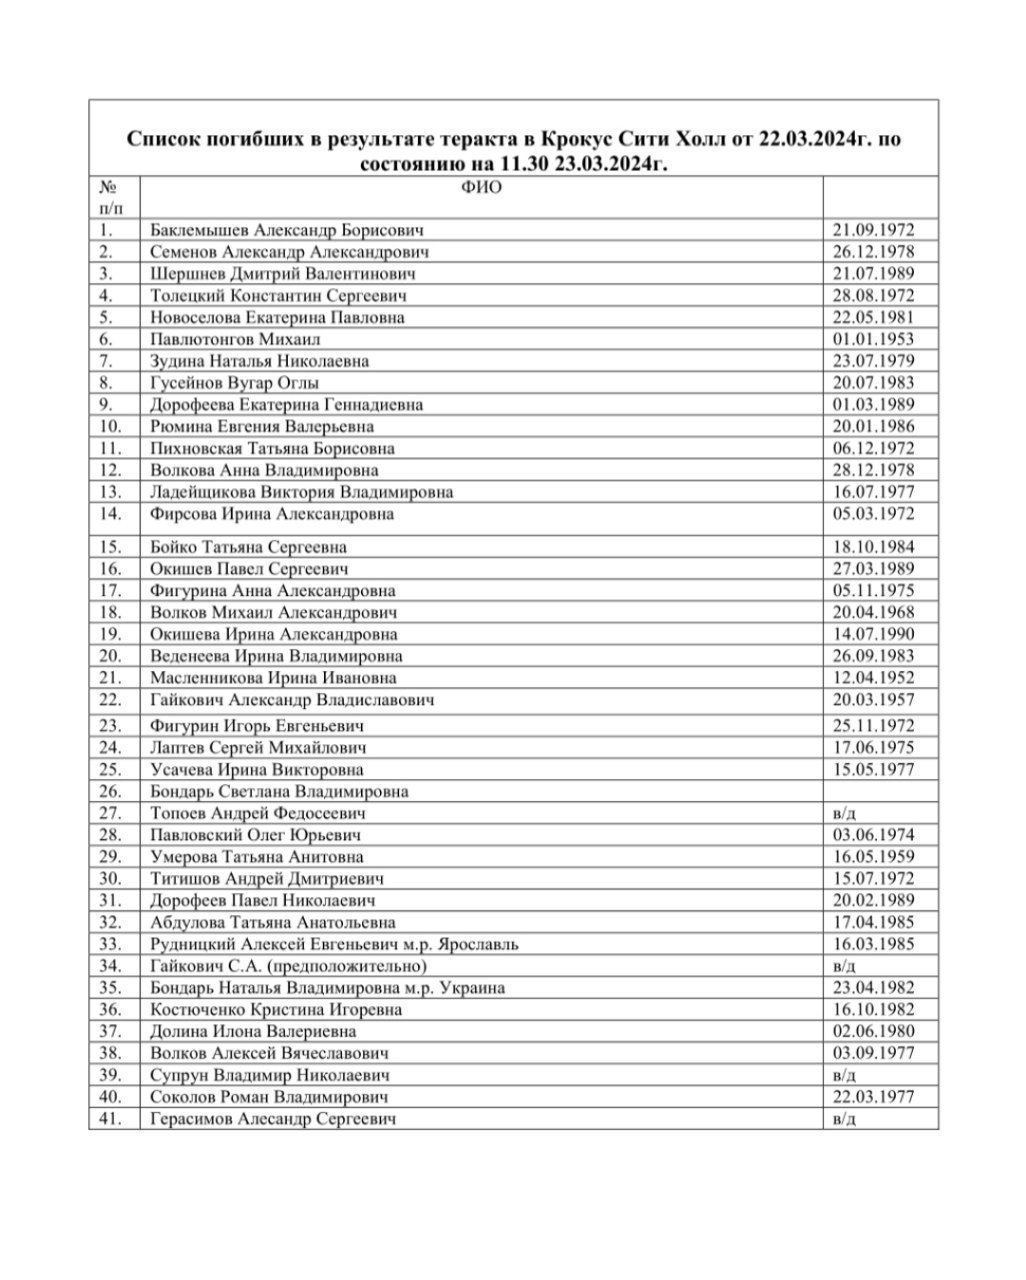 Список погибших в результате теракта в Крокус Сити Холл от 22.03.2024г. по
состоянию на 11.30 23.03.2024г.
№ ФИО
п/п
1. Баклемышев Александр Борисович 21.09.1972
2. Семенов Александр Александрович 26.12.1978
3. Шершнев Дмитрий Валентинович 21.07.1989
4. Толецкий Константин Сергеевич 28.08.1972
5. Новоселова Екатерина Павловна 22.05.1981
6. Павлютонгов Михаил 01.01.1953
7. Зудина Наталья Николаевна 23.07.1979
8. Гусейнов Вугар Оглы 20.07.1983
9. Дорофеева Екатерина Геннадиевна 01.03.1989
10. Рюмина Евгения Валерьевна 20.01.1986
11. Пихновская Татьяна Борисовна 06.12.1972
12. Волкова Анна Владимировна 28.12.1978
13. Ладейщикова Виктория Владимировна 16.07.1977
14. Фирсова Ирина Александровна 05.03.1972
15. Бойко Татьяна Сергеевна 18.10.1984
16. Окишев Павел Сергеевич 27.03.1989
17. Фигурина Анна Александровна 05.11.1975
18. Волков Михаил Александрович 20.04.1968
19. Окишева Ирина Александровна 14.07.1990
20. Веденеева Ирина Владимировна 26.09.1983
21. Масленникова Ирина Ивановна 12.04.1952
22. Гайкович Александр Владиславович 20.03.1957
23. Фигурин Игорь Евгеньевич 25.11.1972
24. Лаптев Сергей Михайлович 17.06.1975
25. Усачева Ирина Викторовна 15.05.1977
26. Бондарь Светлана Владимировна
27. Топоев Андрей Федосеевич в/д
28. Павловский Олег Юрьевич 03.06.1974
29. Умерова Татьяна Анитовна 16.05.1959
30. Титишов Андрей Дмитриевич 15.07.1972
31. Дорофеев Павел Николаевич 20.02.1989
32. Абдулова Татьяна Анатольевна 17.04.1985
33. Рудницкий Алексей Евгеньевич м.р. Ярославль 16.03.1985
34. Гайкович С.А. (предположительно) в/д
35. Бондарь Наталья Владимировна м.р. Украина 23.04.1982
36. Костюченко Кристина Игоревна 16.10.1982
37. Долина Илона Валериевна 02.06.1980
38. Волков Алексей Вячеславович 03.09.1977
39. Супрун Владимир Николаевич в/д
40. Соколов Роман Владимирович 22.03.1977
41. Герасимов Алесандр Сергеевич в/д